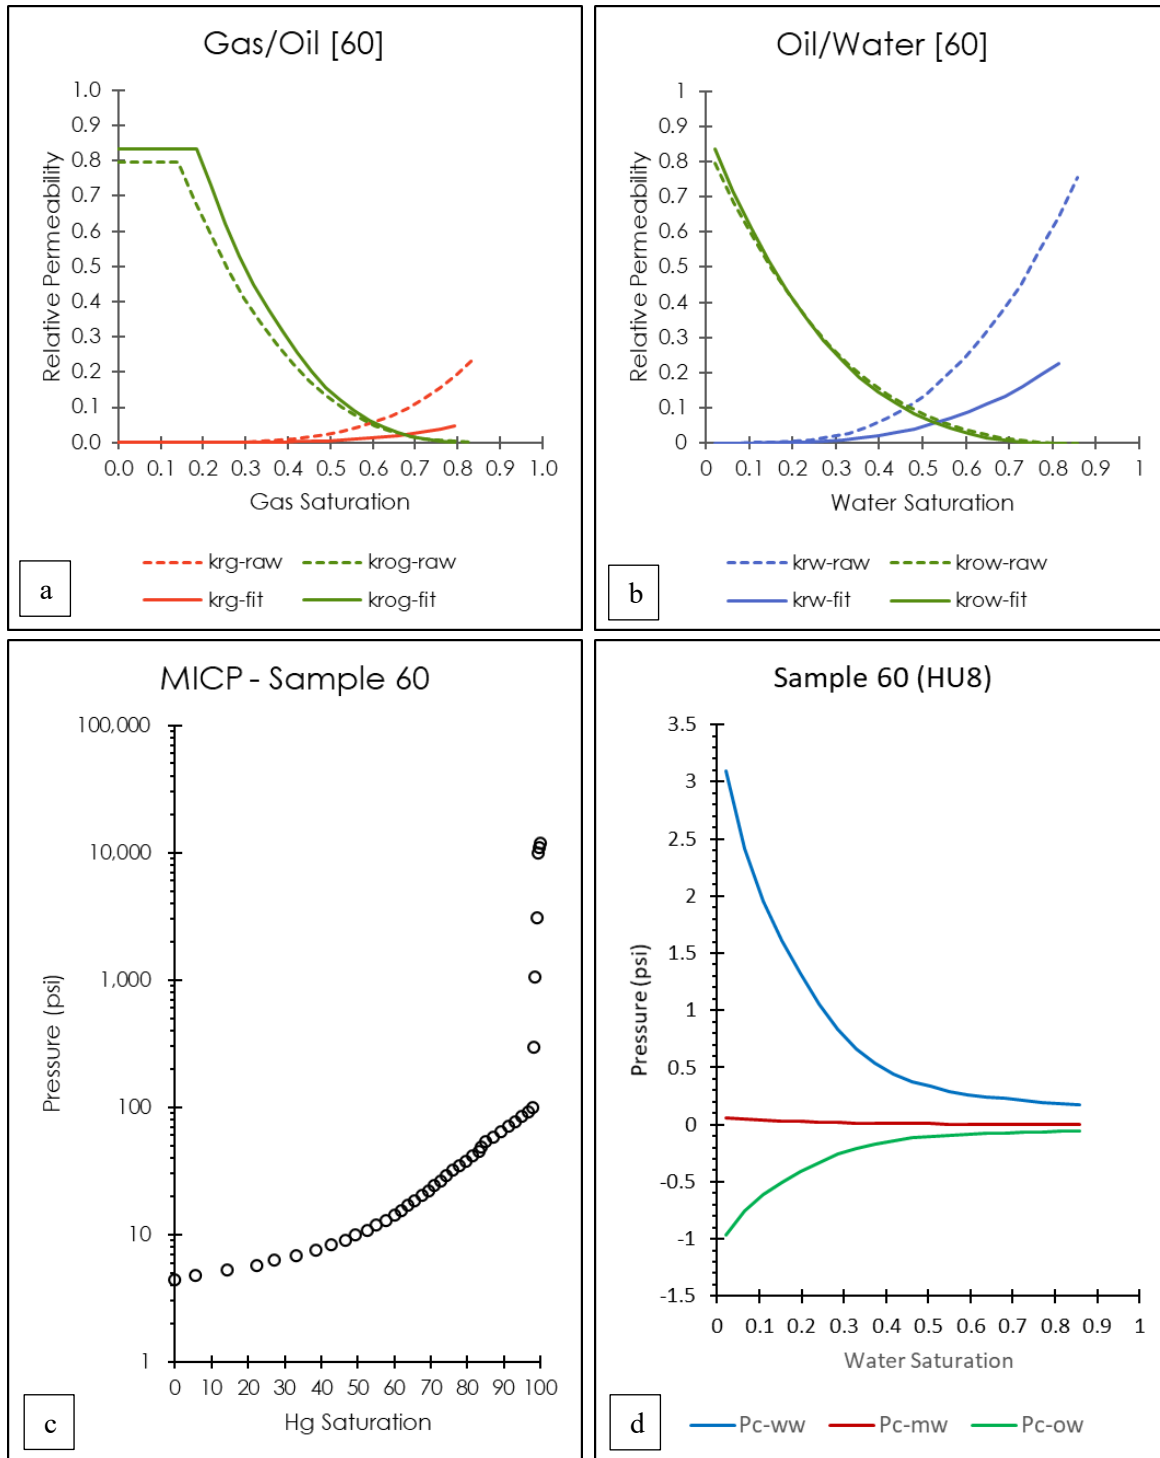 Gas/Oil [60]
1.0
0.9
0.8
0.7
0.6
0.5
0.4
0.3
0.2
0.1
0.0
Relative Permeability
0.0 0.1 0.2 0.3 0.4 0.5 0.6 0.7 0.8 0.9 1.0
Gas Saturation
krg-raw krog-raw
krg-fit krog-fit
a
Oil/Water [60]
1
0.9
0.8
0.7
0.6
0.5
0.4
0.3
0.2
0.1
0
Relative Permeability
0 0.1 0.2 0.3 0.4 0.5 0.6 0.7 0.8 0.9 1
Water Saturation
krw-raw krow-raw
krw-fit krow-fit
b
MICP - Sample 60
100,000
10,000
1,000
100
10
1
Pressure (psi)
0 10 20 30 40 50 60 70 80 90 100
Hg Saturation
c
Sample 60 (HU8)
3.5
3
2.5
2
1.5
1
0.5
0
-0.5
-1
-1.5
Pressure (psi)
0 0.1 0.2 0.3 0.4 0.5 0.6 0.7 0.8 0.9 1
Water Saturation
Pc-ww Pc-mw Pc-ow
d